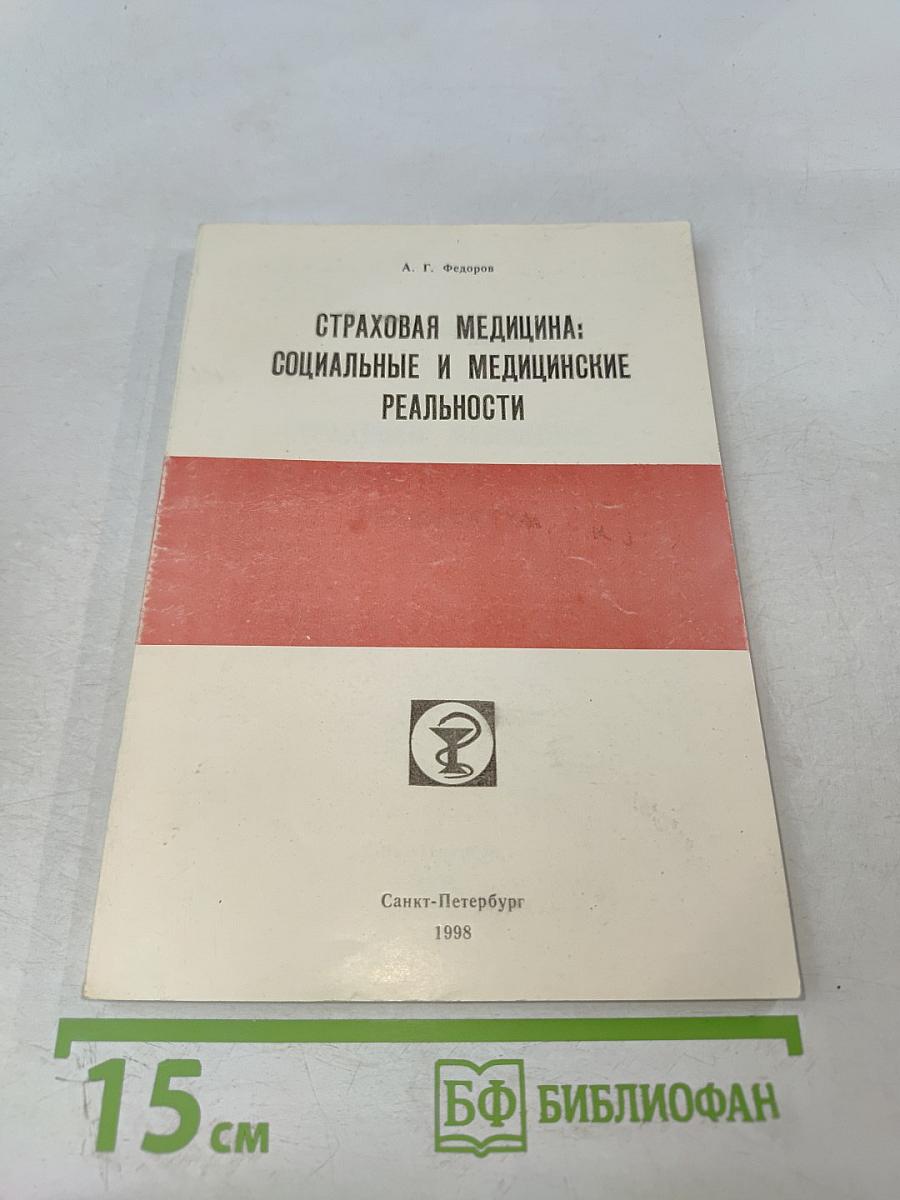 А. Г. Федоров
СТРАХОВАЯ МЕДИЦИНА:
СОЦИАЛЬНЫЕ И МЕДИЦИНСКИЕ
РЕАЛЬНОСТИ
Санкт-Петербург
1998
15 см
БФ БИБЛИОФАН